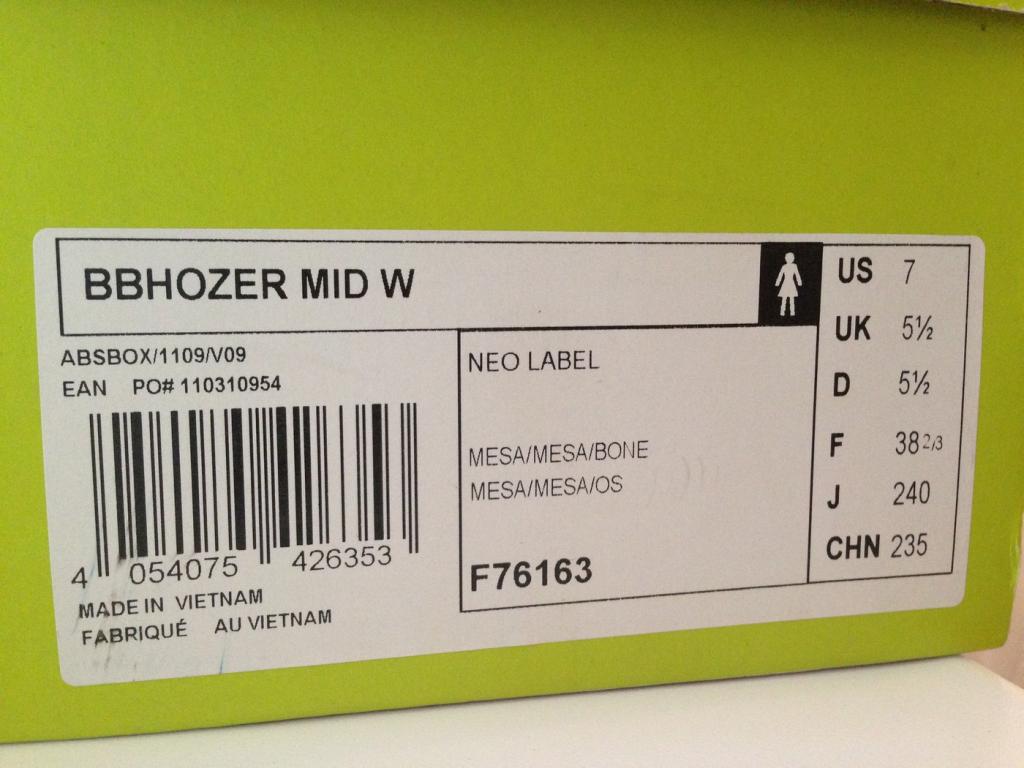 BBHOZER MID W
ABSBOX/1109/V09
EAN PO# 110310954
4 054075 426353
MADE IN VIETNAM
FABRIQUÉ AU VIETNAM
NEO LABEL
MESA/MESA/BONE
MESA/MESA/OS
F76163
US 7
UK 5½
D 5½
F 38 2/3
J 240
CHN 235